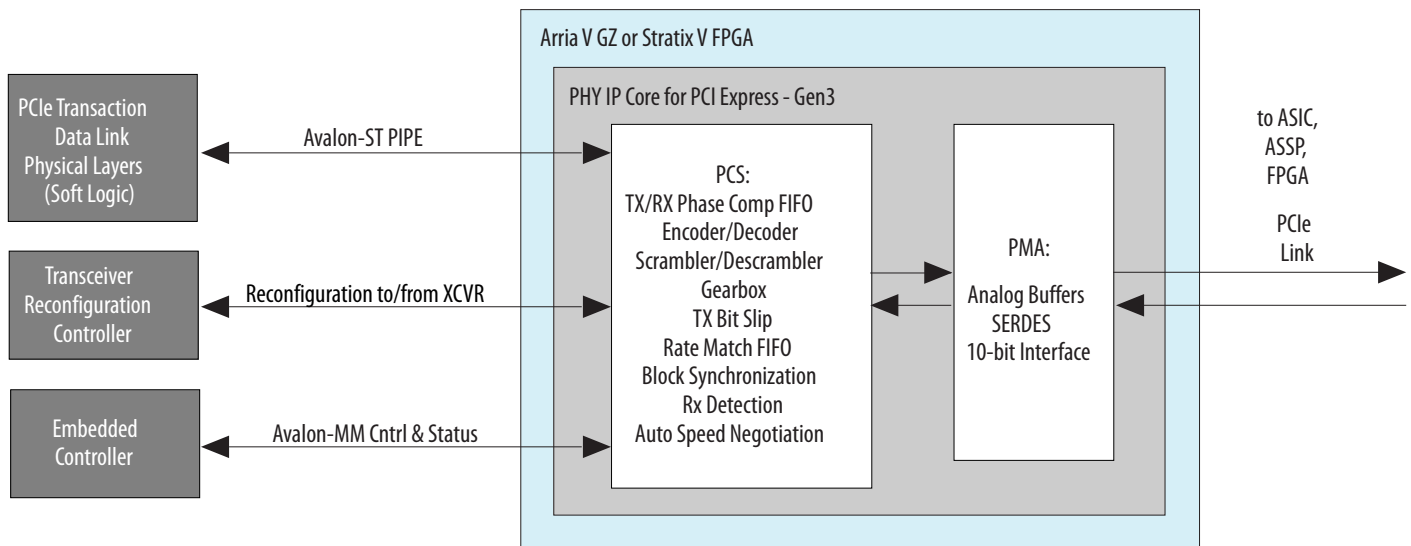 Arria V GZ or Stratix V FPGA
PHY IP Core for PCI Express - Gen3
PCIe Transaction
Data Link
Physical Layers
(Soft Logic)
Avalon-ST PIPE
Transceiver
Reconfiguration
Controller
Reconfiguration to/from XCVR
Embedded
Controller
Avalon-MM Cntrl & Status
PCS:
TX/RX Phase Comp FIFO
Encoder/Decoder
Scrambler/Descrambler
Gearbox
TX Bit Slip
Rate Match FIFO
Block Synchronization
Rx Detection
Auto Speed Negotiation
PMA:
Analog Buffers
SERDES
10-bit Interface
to ASIC,
ASSP,
FPGA
PCIe
Link